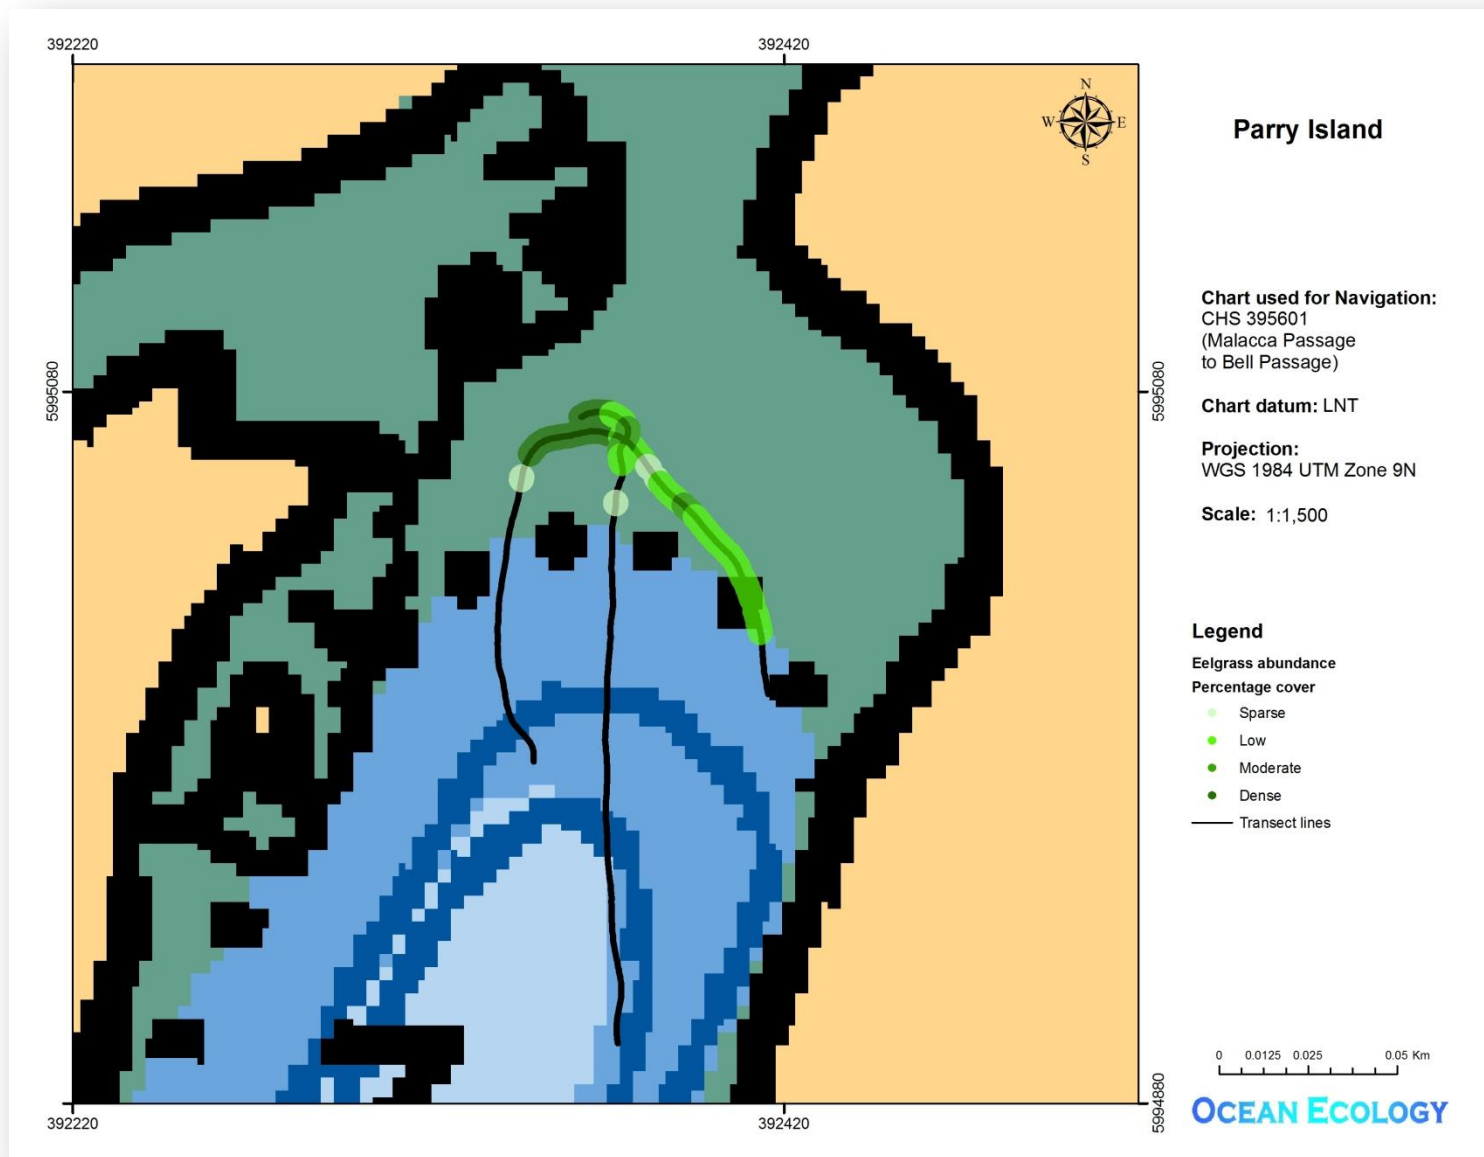 392220
392420
N
W
E
S
Parry Island
Chart used for Navigation:
CHS 395601
(Malacca Passage
to Bell Passage)
5995080
5995080
Chart datum: LNT
Projection:
WGS 1984 UTM Zone 9N
Scale: 1:1,500
Legend
Eelgrass abundance
Percentage cover
Sparse
Low
Moderate
Dense
Transect lines
0 0.0125 0.025 0.05 Km
5994880
OCEAN ECOLOGY
392220
392420